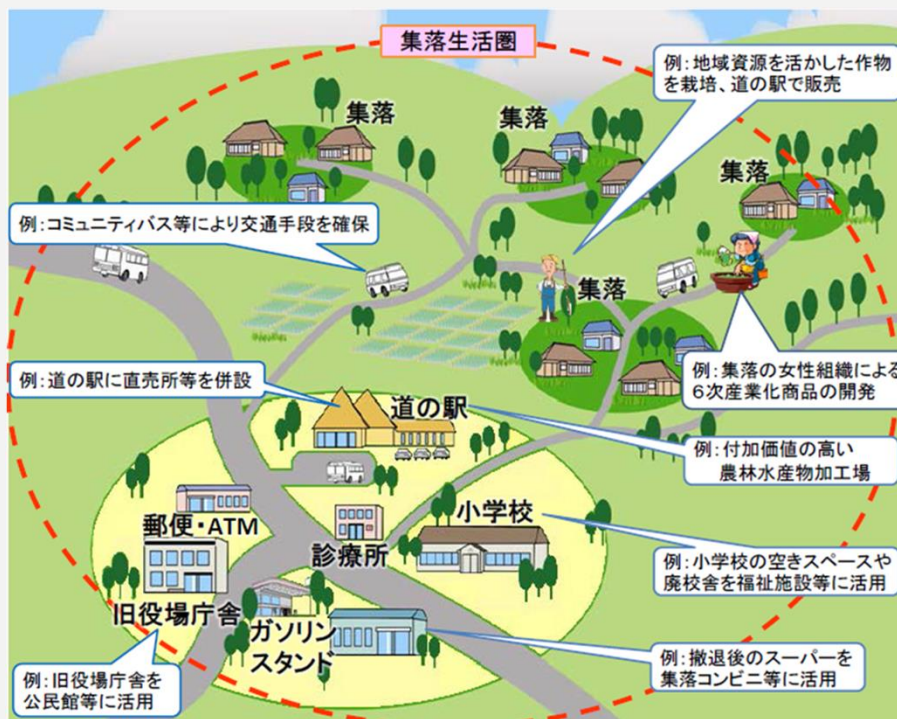 集落生活圏
例：地域資源を活かした作物
を栽培、道の駅で販売
集落
集落
集落
例：コミュニティバス等により交通手段を確保
集落
例：道の駅に直売所等を併設
道の駅
例：集落の女性組織による
６次産業化商品の開発
例：付加価値の高い
農林水産物加工場
郵便・ATM
診療所
小学校
例：小学校の空きスペースや
廃校舎を福祉施設等に活用
旧役場庁舎
ガソリン
スタンド
例：旧役場庁舎を
公民館等に活用
例：撤退後のスーパーを
集落コンビニ等に活用